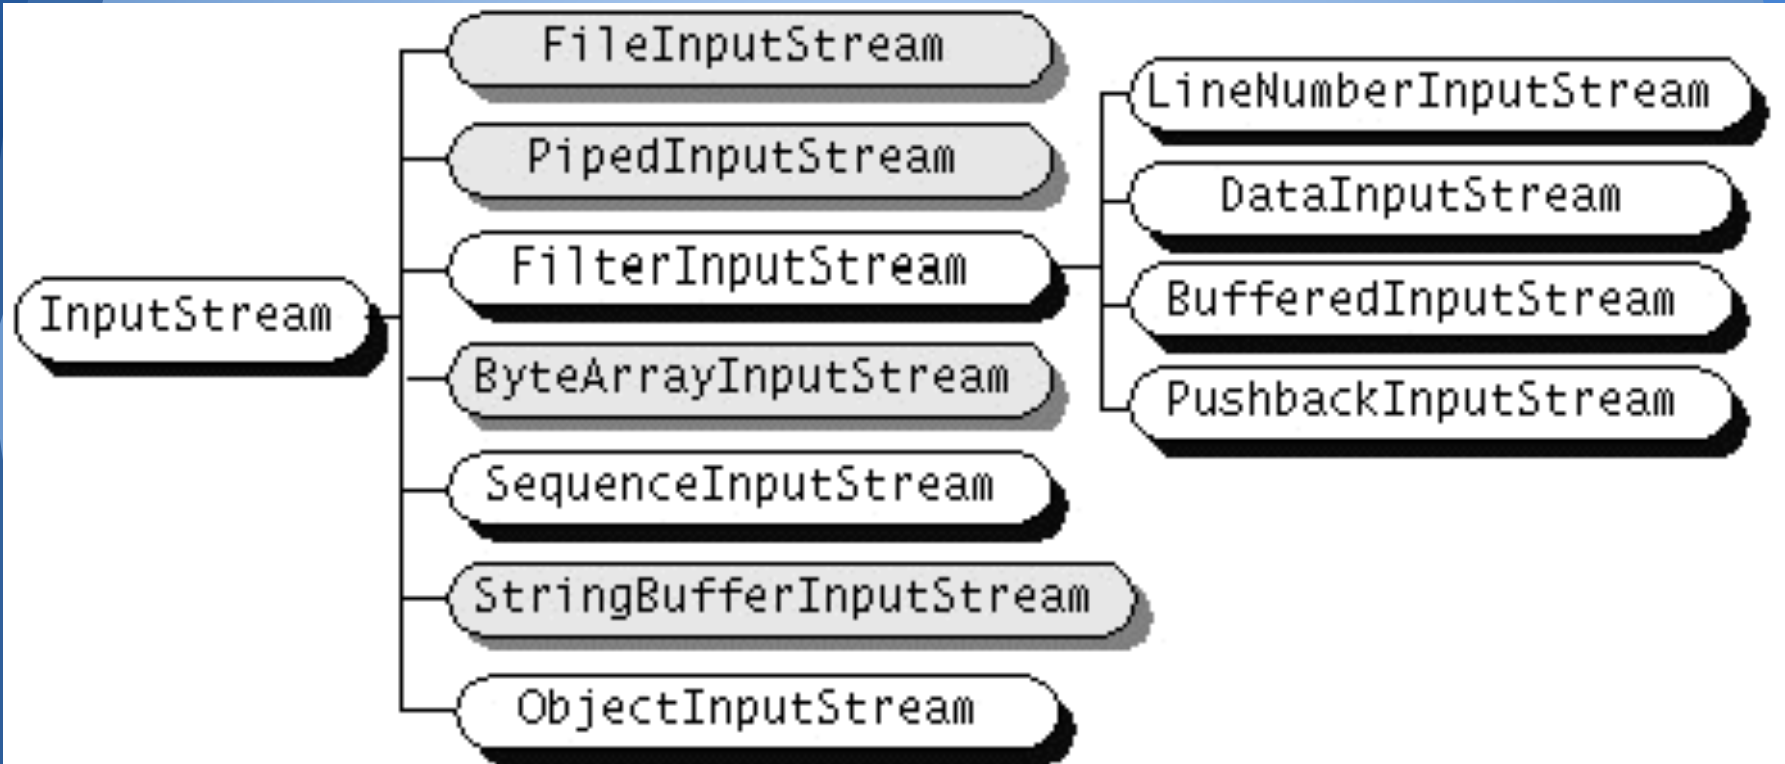 InputStream
FileInputStream
PipedInputStream
FilterInputStream
ByteArrayInputStream
SequenceInputStream
StringBufferInputStream
ObjectInputStream
LineNumberInputStream
DataInputStream
BufferedInputStream
PushbackInputStream